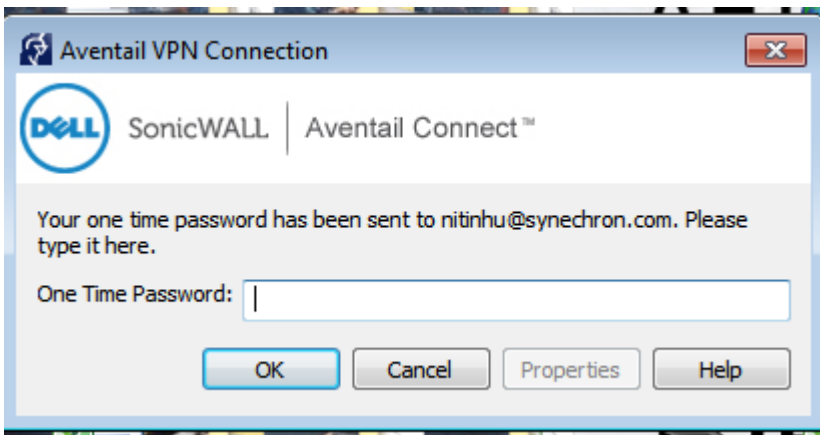 Aventail VPN Connection
DELL SonicWALL | Aventail Connect™
Your one time password has been sent to nitinhu@synechron.com. Please
type it here.
One Time Password:
OK Cancel Properties Help